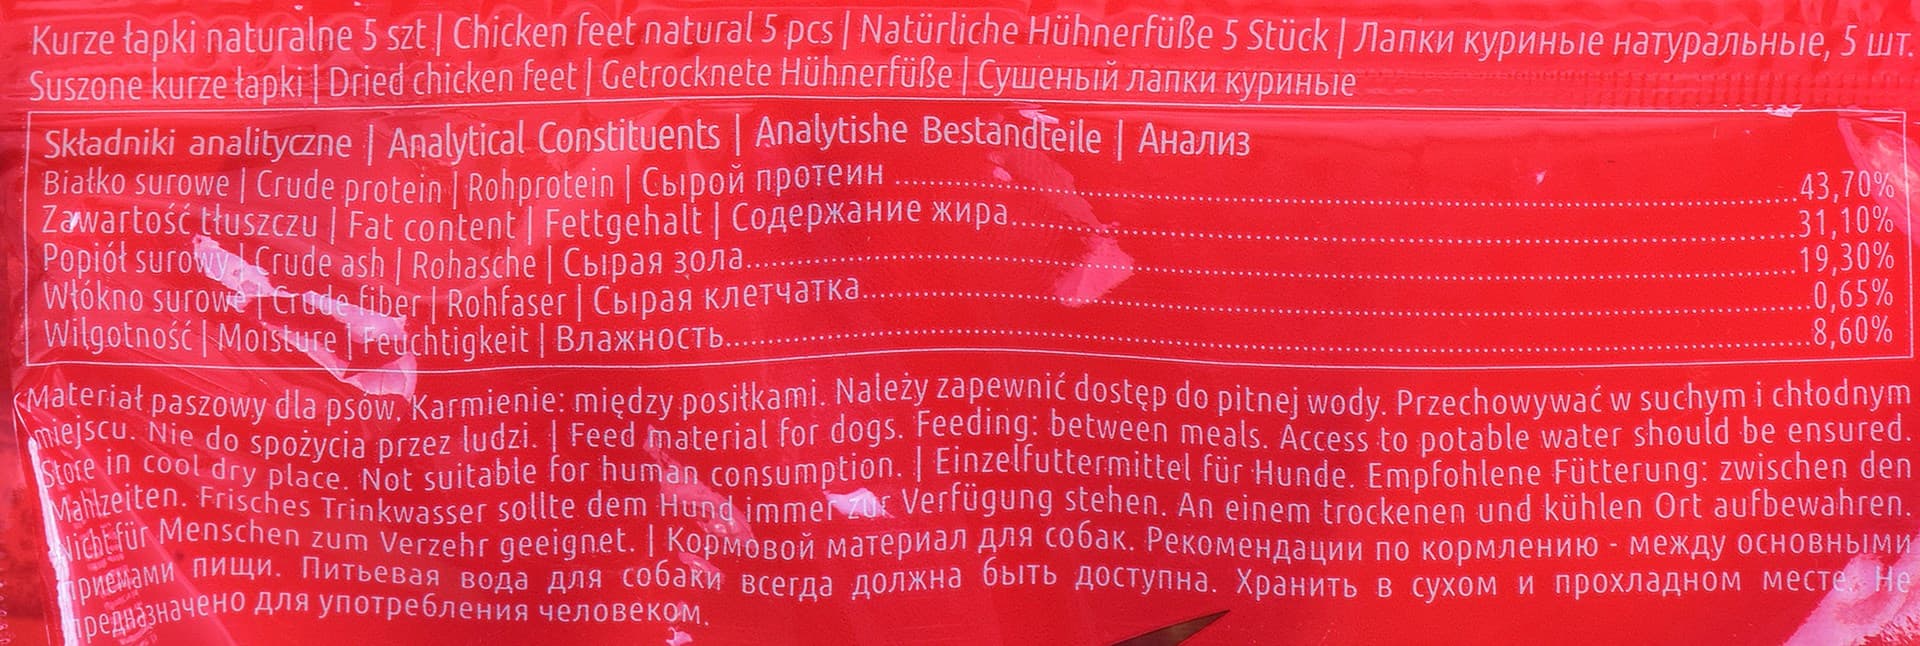 Kurze łapki naturalne 5 szt | Chicken feet natural 5 pcs | Natürliche Hühnerfüße 5 Stück | Лапки куриные натуральные, 5 шт.
Suszone kurze łapki | Dried chicken feet | Getrocknete Hühnerfüße | Сушеный лапки куриные
Składniki analityczne | Analytical Constituents | Analytishe Bestandteile | Анализ
Białko surowe | Crude protein | Rohprotein | Сырой протеин 43,70%
Zawartość tłuszczu | Fat content | Fettgehalt | Содержание жира 31,10%
Popiół surowy | Crude ash | Rohasche | Сырая зола 19,30%
Włókno surowe | Crude fiber | Rohfaser | Сырая клетчатка 0,65%
Wilgotność | Moisture | Feuchtigkeit | Влажность 8,60%
Materiał paszowy dla psów. Karmienie: między posiłkami. Należy zapewnić dostęp do pitnej wody. Przechowywać w suchym i chłodnym
miejscu. Nie do spożycia przez ludzi. | Feed material for dogs. Feeding: between meals. Access to potable water should be ensured.
Store in cool dry place. Not suitable for human consumption. | Einzelfuttermittel für Hunde. Empfohlene Fütterung: zwischen den
Mahlzeiten. Frisches Trinkwasser sollte dem Hund immer zur Verfügung stehen. An einem trockenen und kühlen Ort aufbewahren.
Nicht für Menschen zum Verzehr geeignet. | Кормовой материал для собак. Рекомендации по кормлению - между основными
приемами пищи. Питьевая вода для собаки всегда должна быть доступна. Хранить в сухом и прохладном месте. Не
предназначено для употребления человеком.